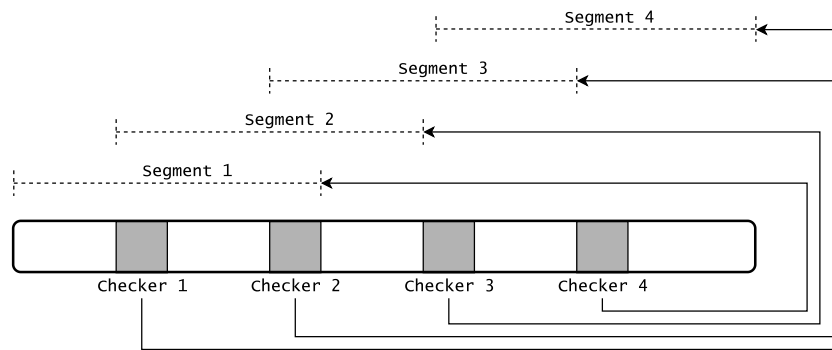 Segment 4
Segment 3
Segment 2
Segment 1
Checker 1 Checker 2 Checker 3 Checker 4